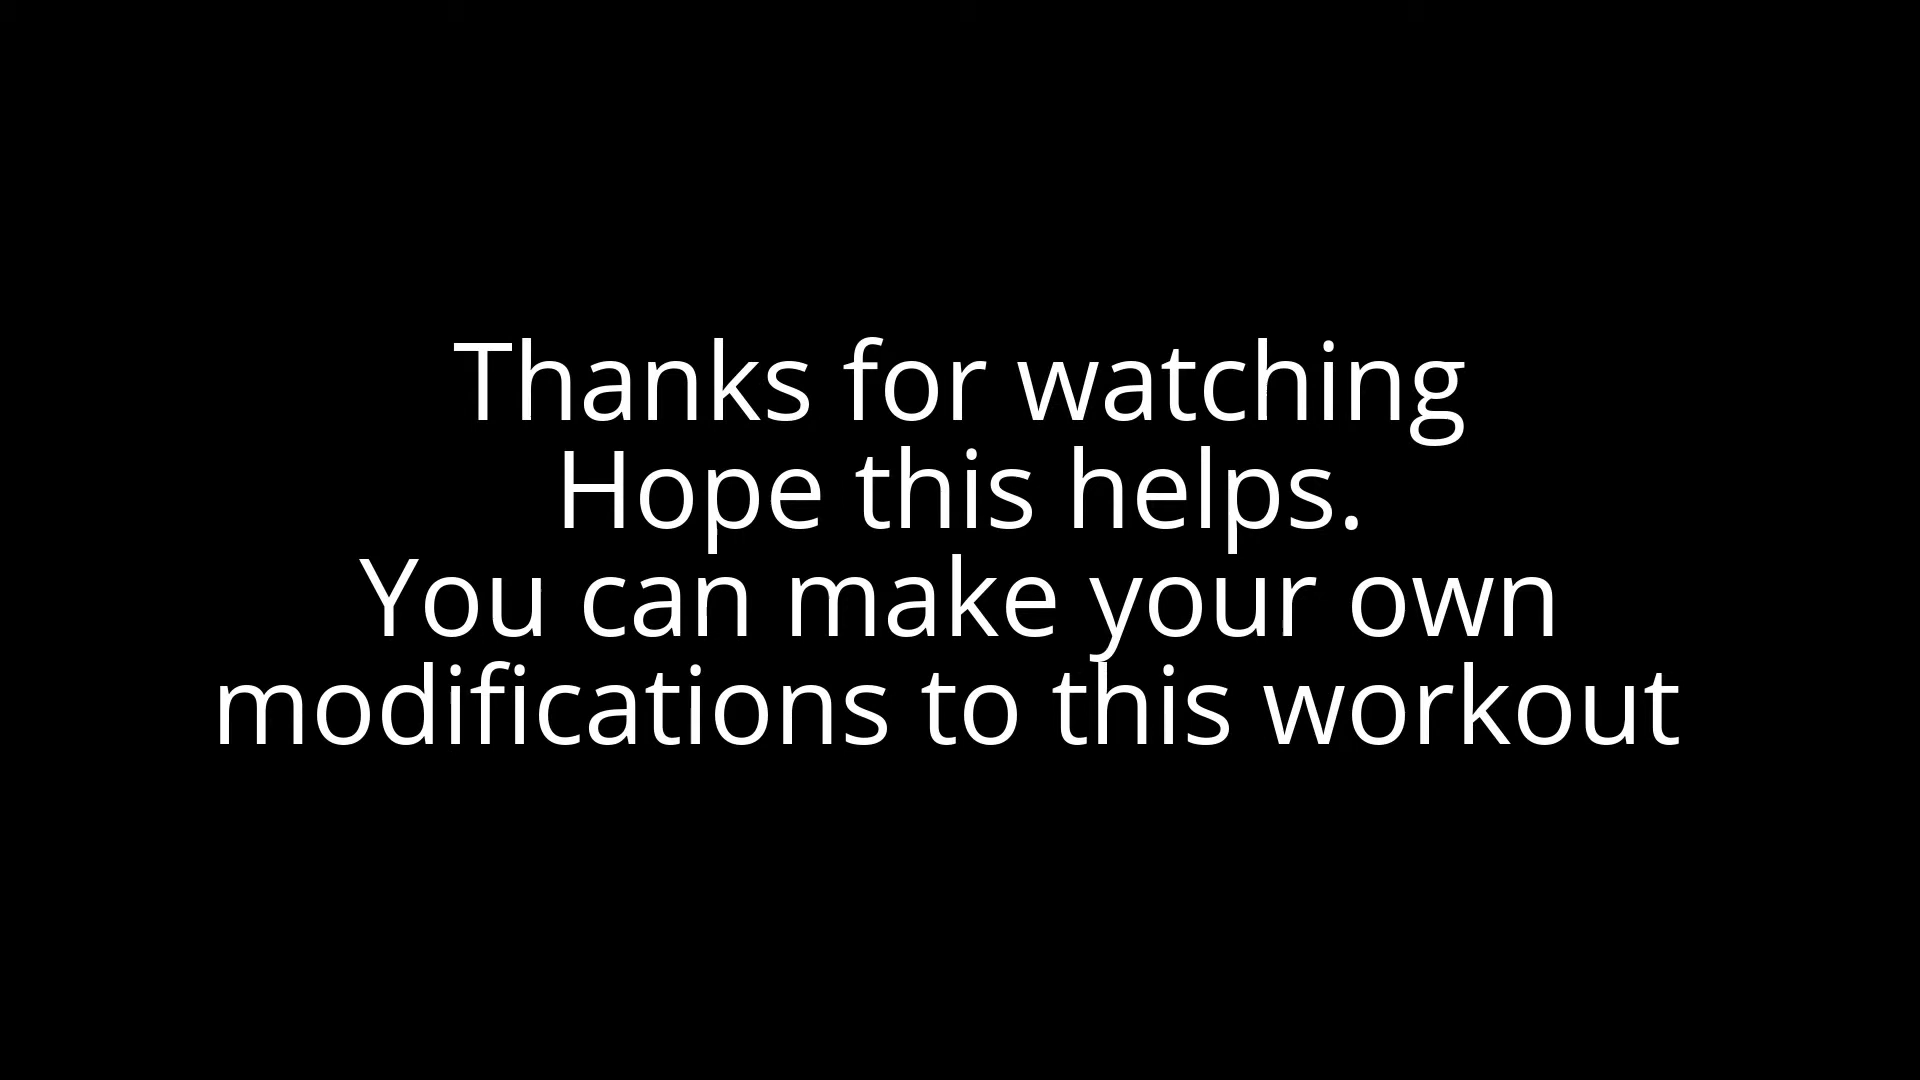 Thanks for watching
Hope this helps.
You can make your own
modifications to this workout